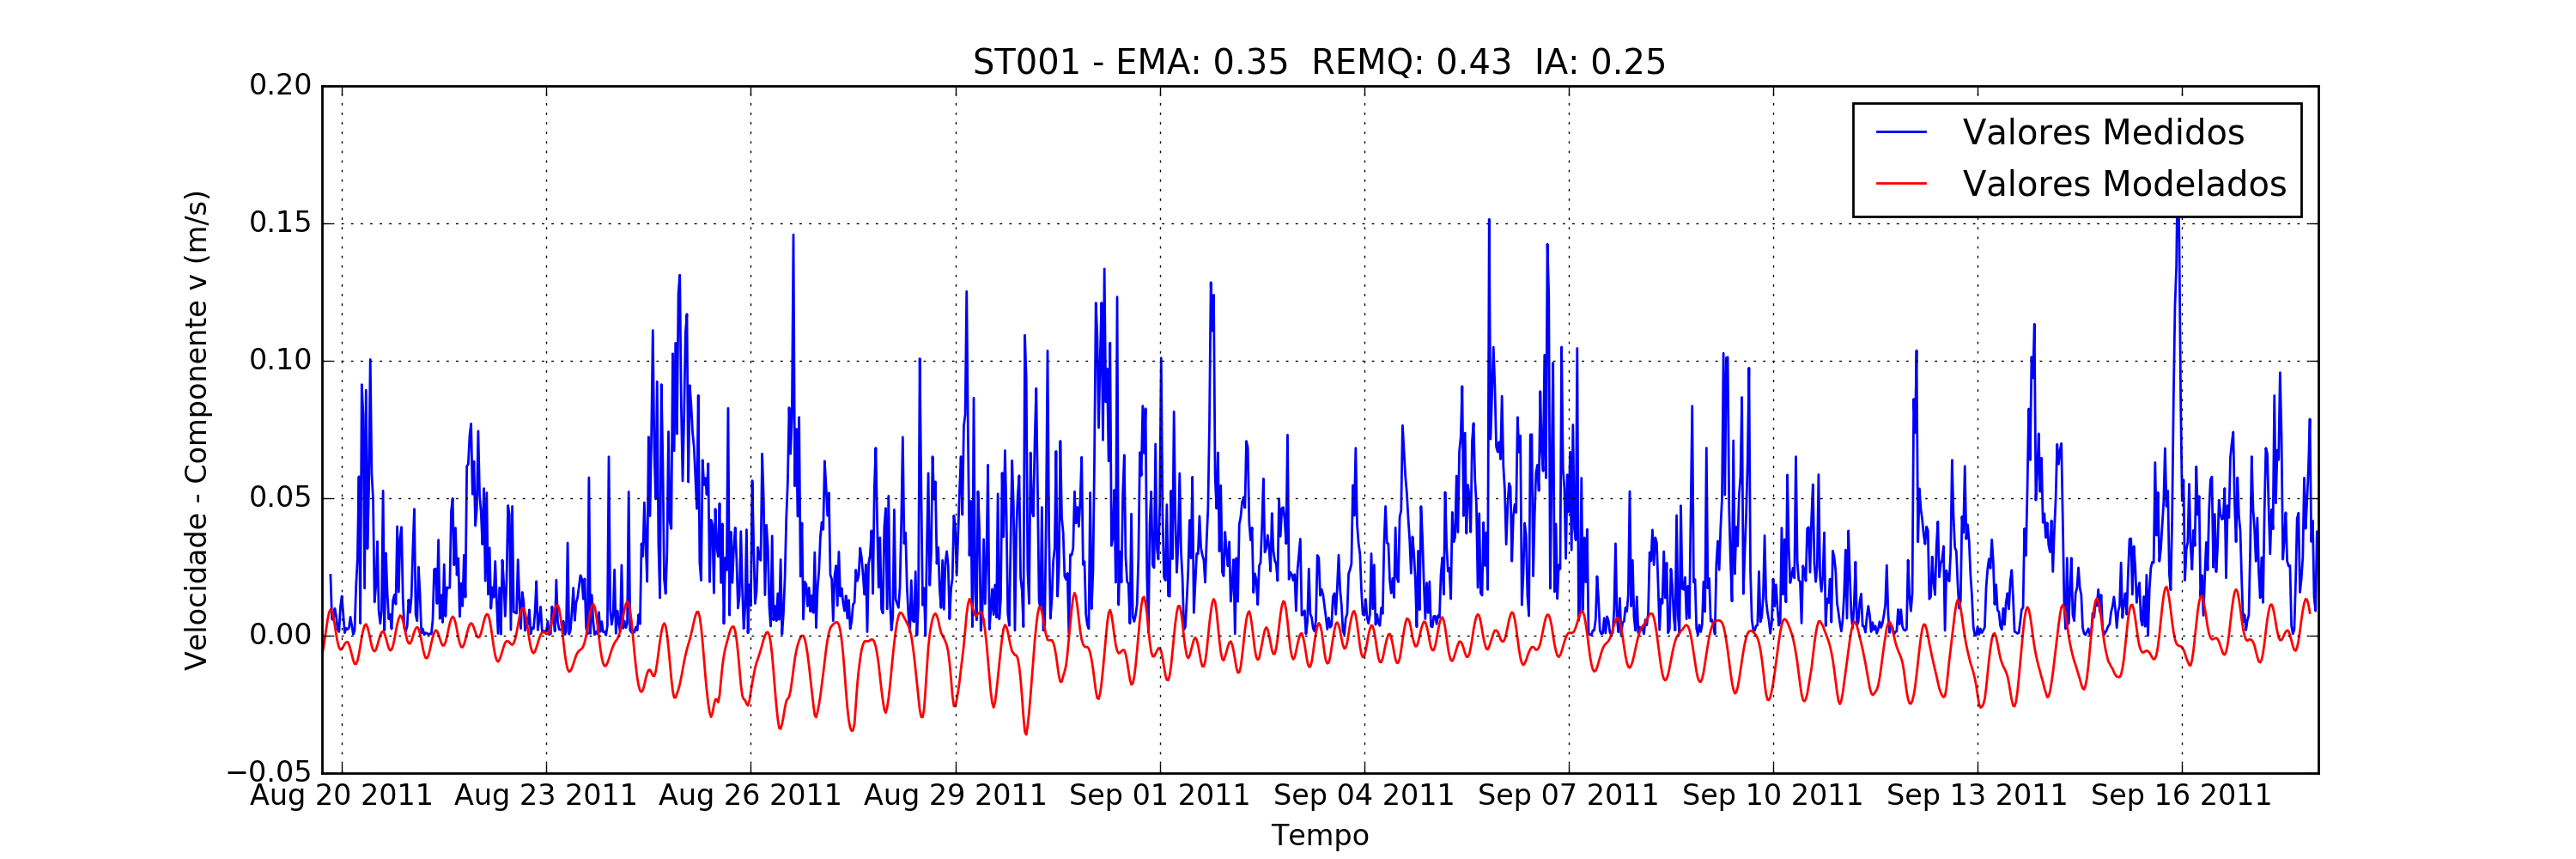 ST001 - EMA: 0.35 REMQ: 0.43 IA: 0.25
Valores Medidos
Valores Modelados
Velocidade - Componente v (m/s)
0.20
0.15
0.10
0.05
0.00
−0.05
Aug 20 2011 Aug 23 2011 Aug 26 2011 Aug 29 2011 Sep 01 2011 Sep 04 2011 Sep 07 2011 Sep 10 2011 Sep 13 2011 Sep 16 2011
Tempo